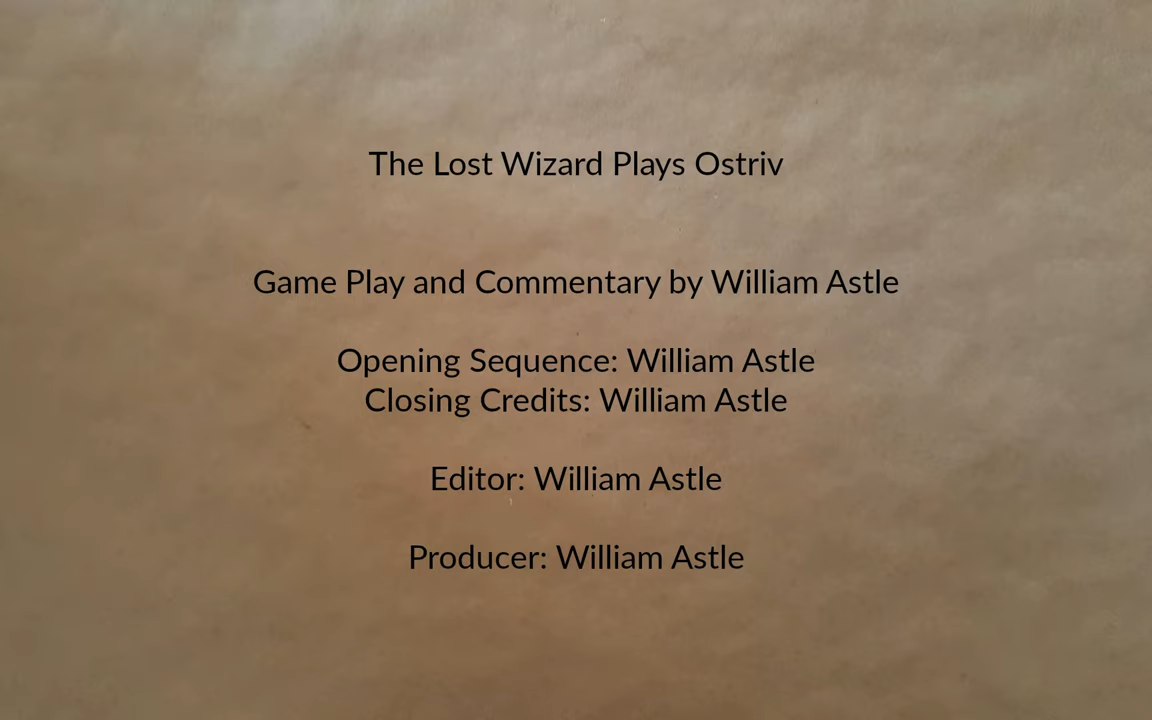 The Lost Wizard Plays Ostriv
Game Play and Commentary by William Astle
Opening Sequence: William Astle
Closing Credits: William Astle
Editor: William Astle
Producer: William Astle